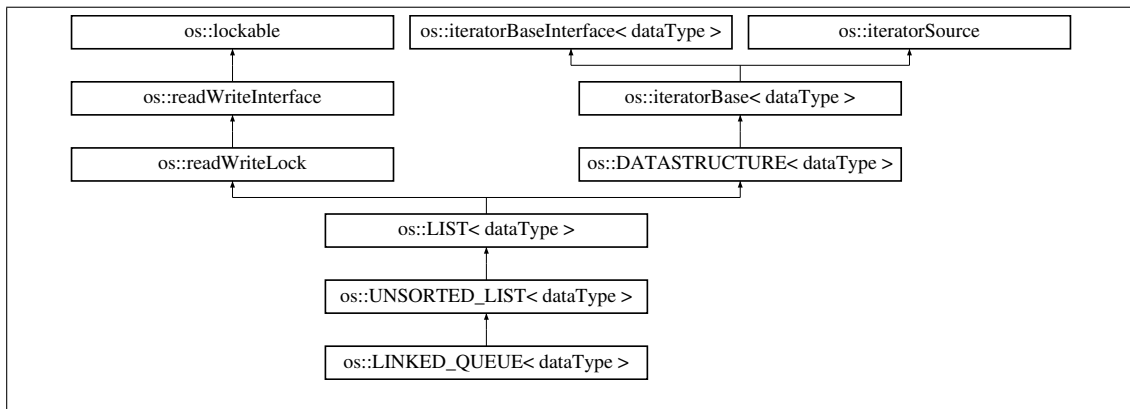 os::lockable
os::iteratorBaseInterface< dataType >
os::iteratorSource
os::readWriteInterface
os::iteratorBase< dataType >
os::readWriteLock
os::DATASTRUCTURE< dataType >
os::LIST< dataType >
os::UNSORTED_LIST< dataType >
os::LINKED_QUEUE< dataType >